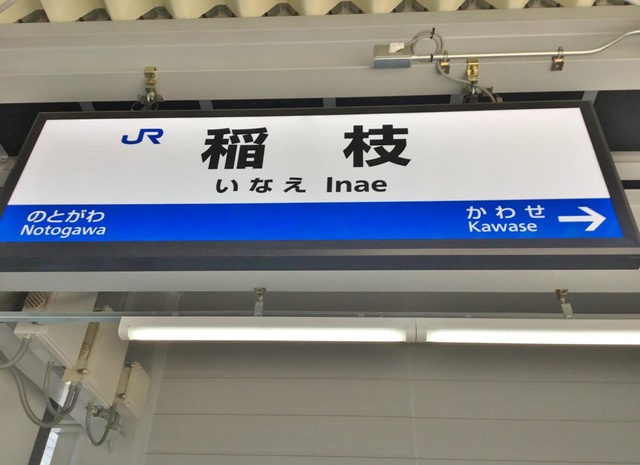 JR
稲枝
いなえ Inae
のとがわ
Notogawa
かわせ
Kawase →